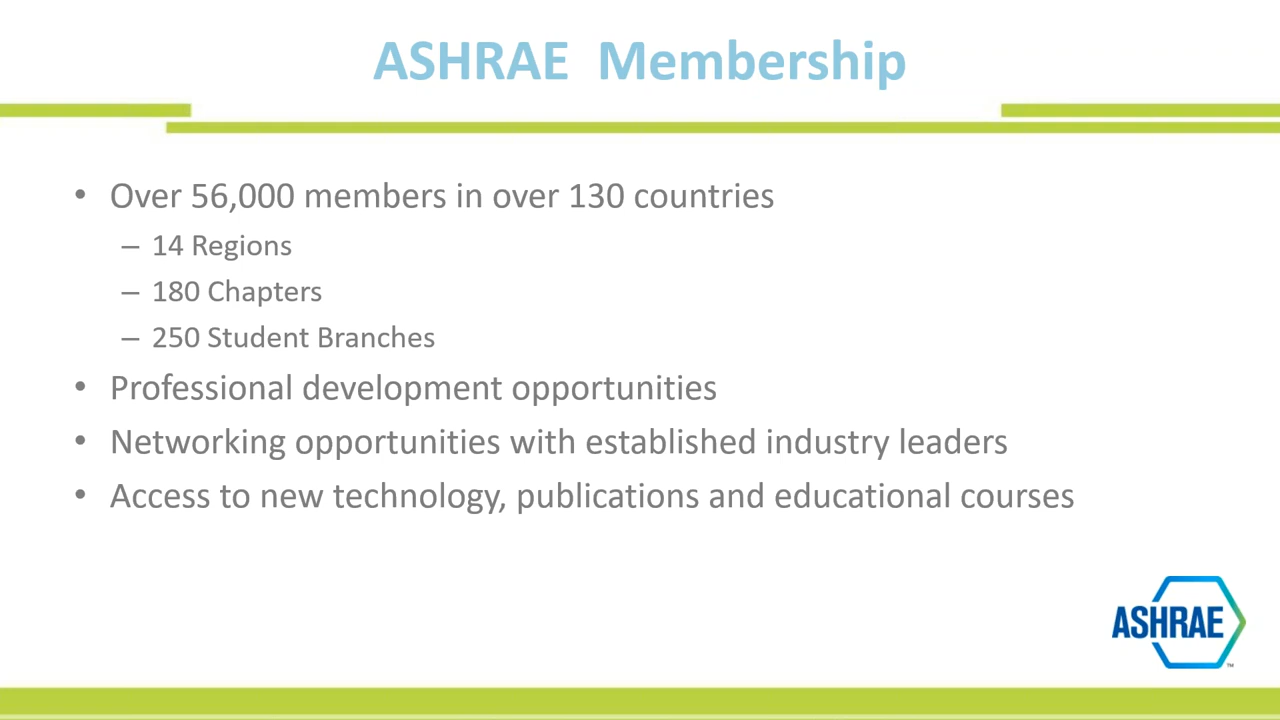 ASHRAE  Membership
• Over 56,000 members in over 130 countries
– 14 Regions
– 180 Chapters
– 250 Student Branches
• Professional development opportunities
• Networking opportunities with established industry leaders
• Access to new technology, publications and educational courses
ASHRAE
™